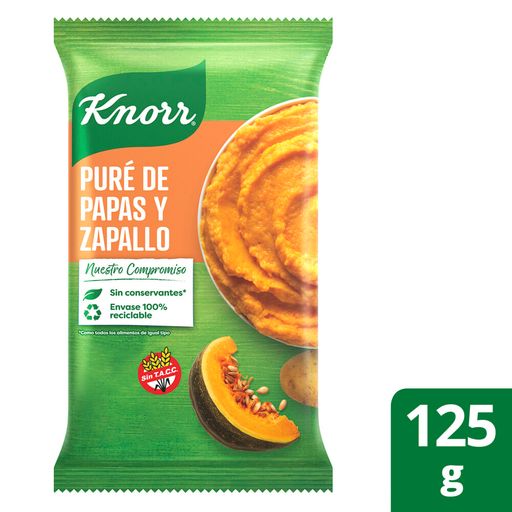 Knorr®
PURÉ DE
PAPAS Y
ZAPALLO
Nuestro Compromiso
Sin conservantes*
Envase 100%
reciclable
*Como todos los alimentos de igual tipo
Sin T.A.C.C.
125
g